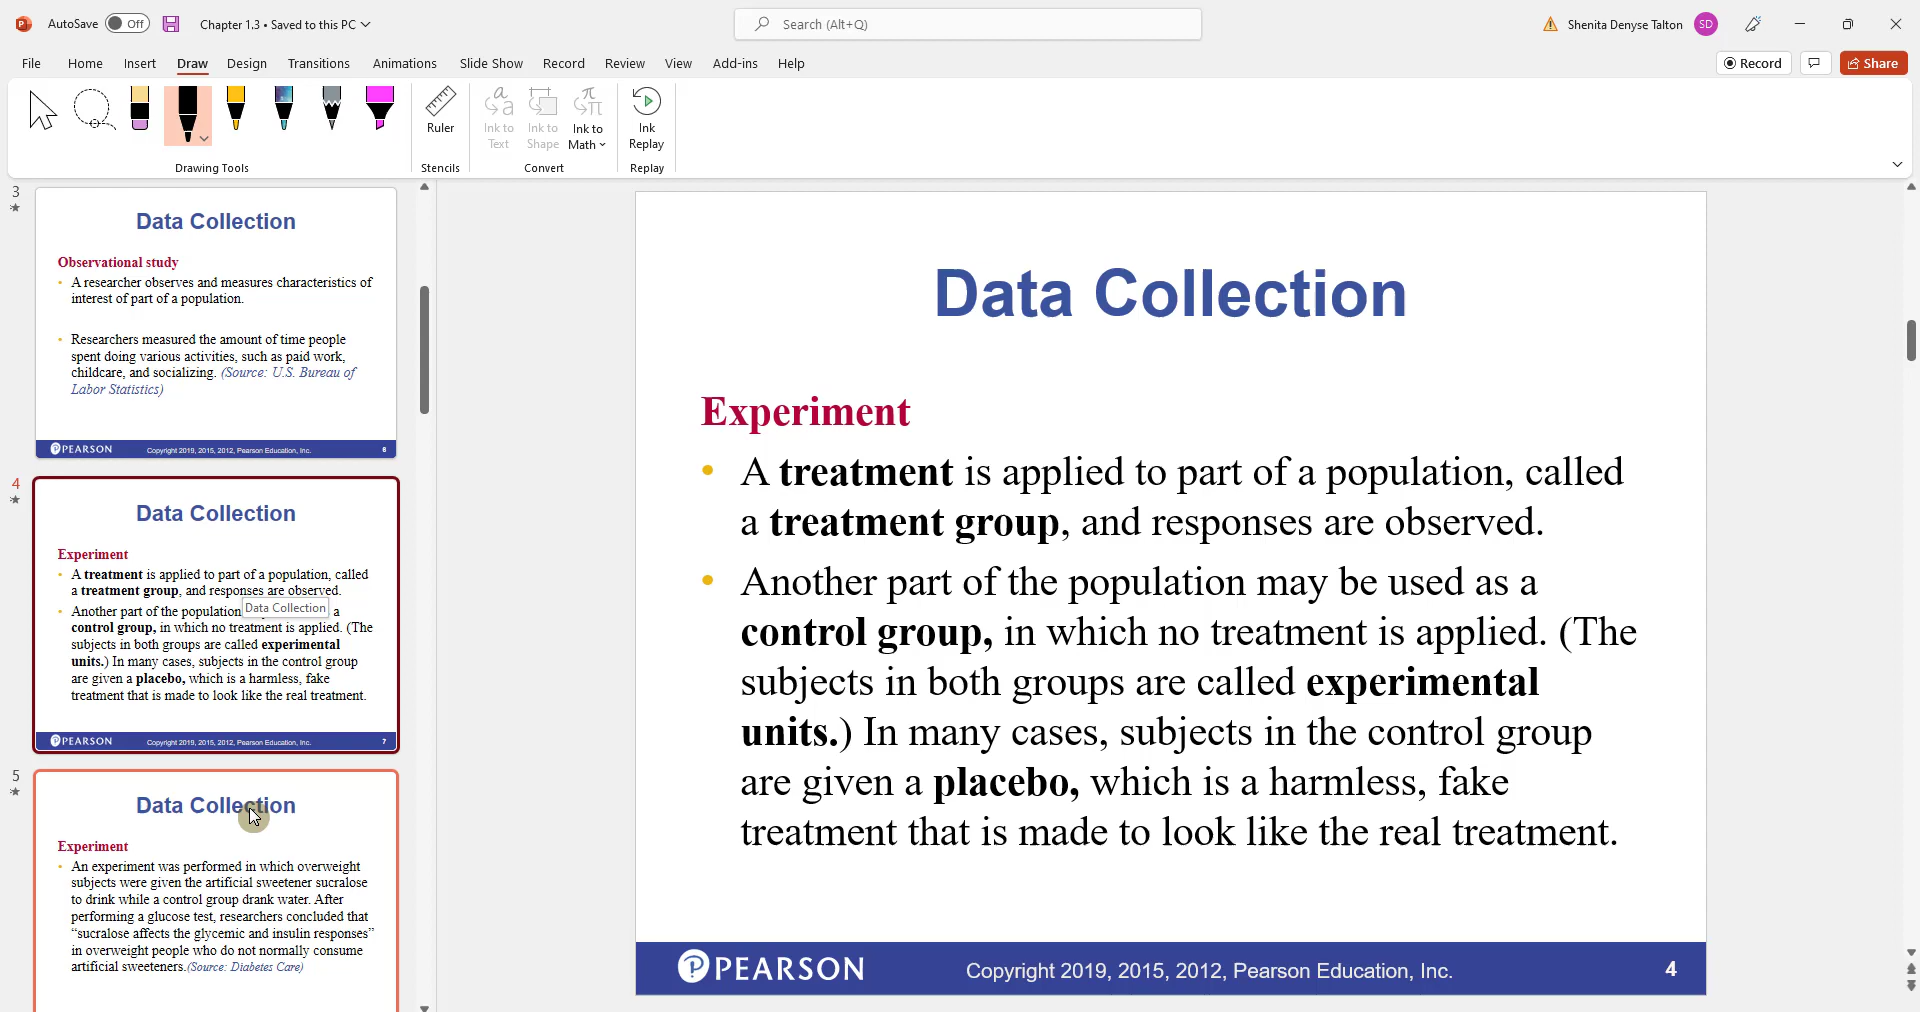 AutoSave Off Chapter 1.3 • Saved to this PC Search (Alt+Q) Shenita Denyse Talton SD
File Home Insert Draw Design Transitions Animations Slide Show Record Review View Add-ins Help Record Share
Ruler
Ink to Text
Ink to Shape
Ink to Math
Ink Replay
Drawing Tools Stencils Convert Replay
3
Data Collection
Observational study
• A researcher observes and measures characteristics of
interest of part of a population.
• Researchers measured the amount of time people
spent doing various activities, such as paid work,
childcare, and socializing. (Source: U.S. Bureau of
Labor Statistics)
PEARSON Copyright 2019, 2015, 2012, Pearson Education, Inc.
4
Data Collection
Experiment
• A treatment is applied to part of a population, called
a treatment group, and responses are observed.
• Another part of the population a
Data Collection
control group, in which no treatment is applied. (The
subjects in both groups are called experimental
units.) In many cases, subjects in the control group
are given a placebo, which is a harmless, fake
treatment that is made to look like the real treatment.
PEARSON Copyright 2019, 2015, 2012, Pearson Education, Inc. 7
5
Data Collection
Experiment
• An experiment was performed in which overweight
subjects were given the artificial sweetener sucralose
to drink while a control group drank water. After
performing a glucose test, researchers concluded that
“sucralose affects the glycemic and insulin responses”
in overweight people who do not normally consume
artificial sweeteners.(Source: Diabetes Care)
Data Collection
Experiment
• A treatment is applied to part of a population, called
a treatment group, and responses are observed.
• Another part of the population may be used as a
control group, in which no treatment is applied. (The
subjects in both groups are called experimental
units.) In many cases, subjects in the control group
are given a placebo, which is a harmless, fake
treatment that is made to look like the real treatment.
PEARSON Copyright 2019, 2015, 2012, Pearson Education, Inc. 4